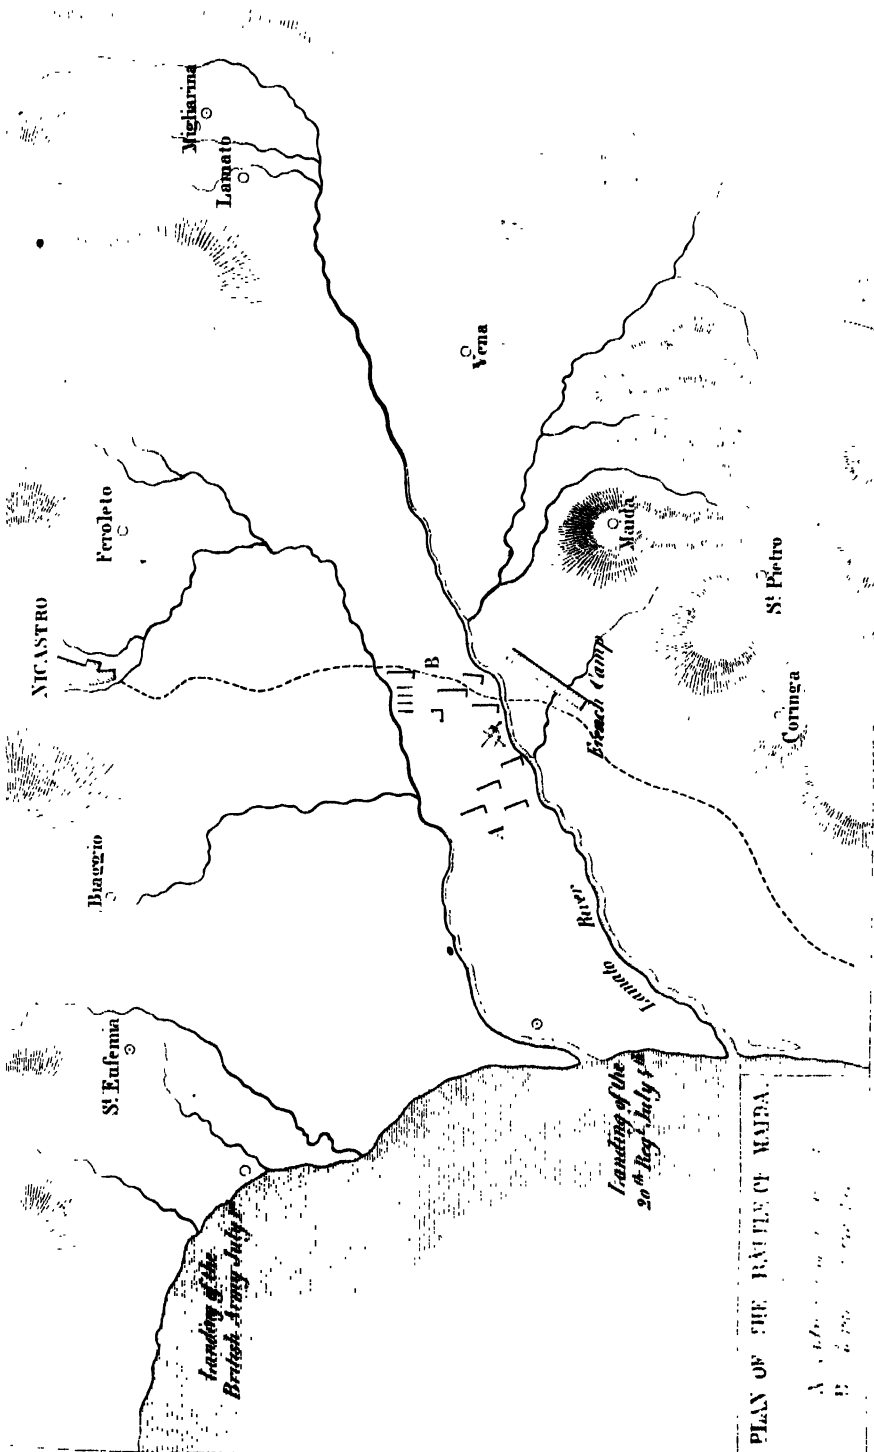 Migliarina
Lamato
Vena
Feroleto
Maida
NICASTRO
St. Pietro
B
French Camp
Coringa
A
Biaggio
River
Lamato
St. Eufemia
Landing of the
20th Regt. July 4th
Landing of the
British Army July 1st
PLAN OF THE BATTLE OF MAIDA.
A
B